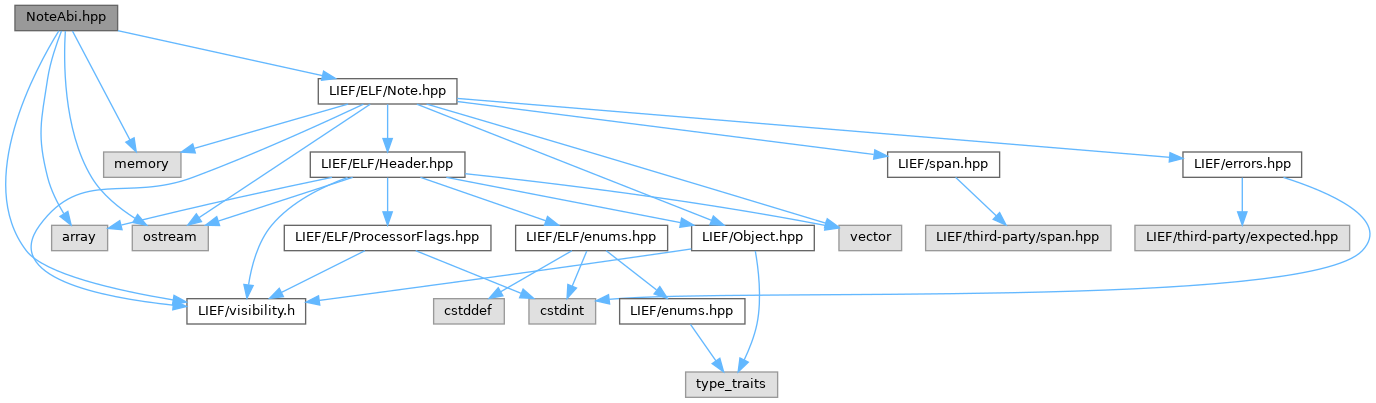 NoteAbi.hpp
LIEF/ELF/Note.hpp
memory
LIEF/ELF/Header.hpp
LIEF/span.hpp
LIEF/errors.hpp
array
ostream
LIEF/ELF/ProcessorFlags.hpp
LIEF/ELF/enums.hpp
LIEF/Object.hpp
vector
LIEF/third-party/span.hpp
LIEF/third-party/expected.hpp
LIEF/visibility.h
cstddef
cstdint
LIEF/enums.hpp
type_traits